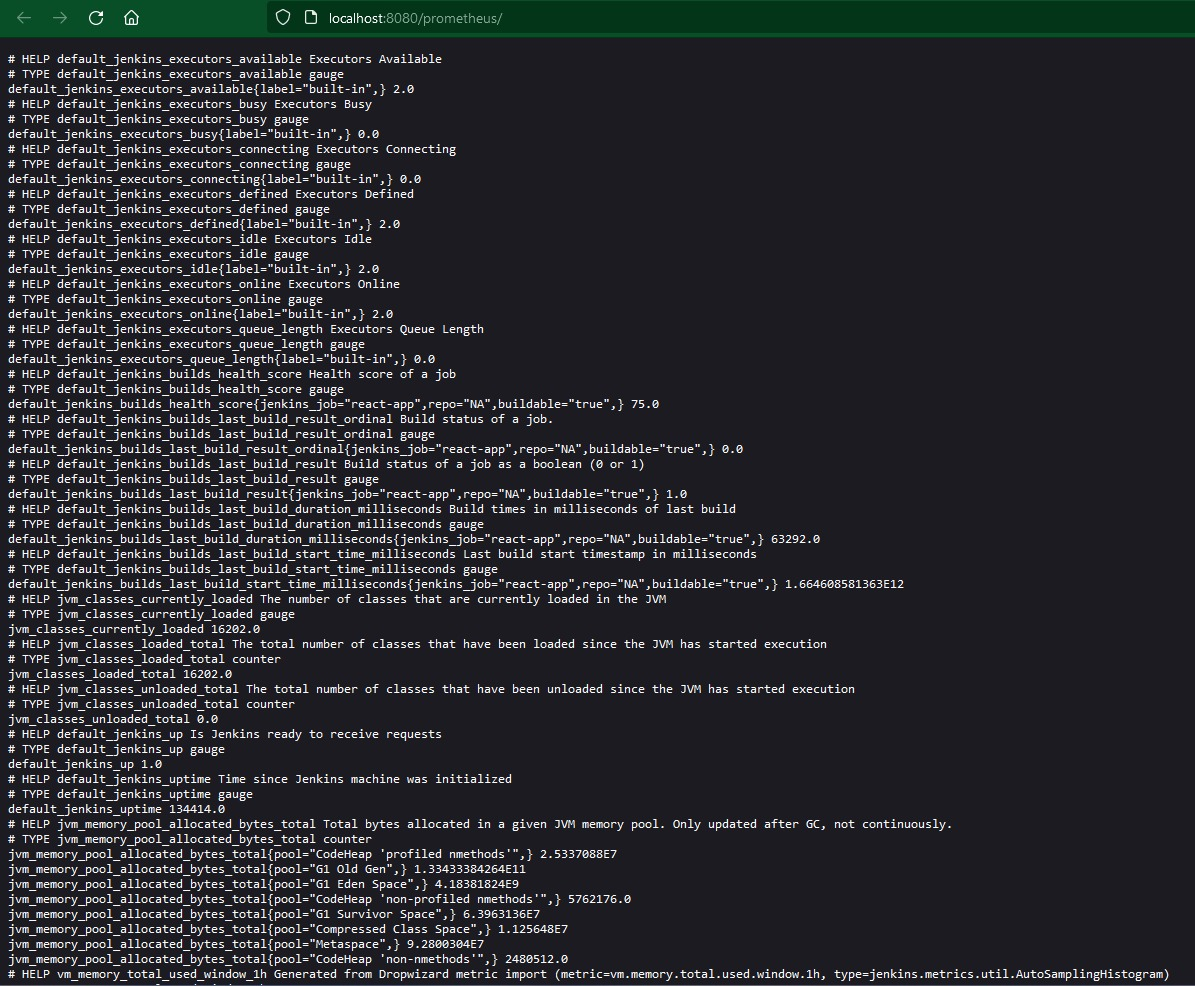 localhost:8080/prometheus/
# HELP default_jenkins_executors_available Executors Available
# TYPE default_jenkins_executors_available gauge
default_jenkins_executors_available{label="built-in",} 2.0
# HELP default_jenkins_executors_busy Executors Busy
# TYPE default_jenkins_executors_busy gauge
default_jenkins_executors_busy{label="built-in",} 0.0
# HELP default_jenkins_executors_connecting Executors Connecting
# TYPE default_jenkins_executors_connecting gauge
default_jenkins_executors_connecting{label="built-in",} 0.0
# HELP default_jenkins_executors_defined Executors Defined
# TYPE default_jenkins_executors_defined gauge
default_jenkins_executors_defined{label="built-in",} 2.0
# HELP default_jenkins_executors_idle Executors Idle
# TYPE default_jenkins_executors_idle gauge
default_jenkins_executors_idle{label="built-in",} 2.0
# HELP default_jenkins_executors_online Executors Online
# TYPE default_jenkins_executors_online gauge
default_jenkins_executors_online{label="built-in",} 2.0
# HELP default_jenkins_executors_queue_length Executors Queue Length
# TYPE default_jenkins_executors_queue_length gauge
default_jenkins_executors_queue_length{label="built-in",} 0.0
# HELP default_jenkins_builds_health_score Health score of a job
# TYPE default_jenkins_builds_health_score gauge
default_jenkins_builds_health_score{jenkins_job="react-app",repo="NA",buildable="true",} 75.0
# HELP default_jenkins_builds_last_build_result_ordinal Build status of a job.
# TYPE default_jenkins_builds_last_build_result_ordinal gauge
default_jenkins_builds_last_build_result_ordinal{jenkins_job="react-app",repo="NA",buildable="true",} 0.0
# HELP default_jenkins_builds_last_build_result Build status of a job as a boolean (0 or 1)
# TYPE default_jenkins_builds_last_build_result gauge
default_jenkins_builds_last_build_result{jenkins_job="react-app",repo="NA",buildable="true",} 1.0
# HELP default_jenkins_builds_last_build_duration_milliseconds Build times in milliseconds of last build
# TYPE default_jenkins_builds_last_build_duration_milliseconds gauge
default_jenkins_builds_last_build_duration_milliseconds{jenkins_job="react-app",repo="NA",buildable="true",} 63292.0
# HELP default_jenkins_builds_last_build_start_time_milliseconds Last build start timestamp in milliseconds
# TYPE default_jenkins_builds_last_build_start_time_milliseconds gauge
default_jenkins_builds_last_build_start_time_milliseconds{jenkins_job="react-app",repo="NA",buildable="true",} 1.664608581363E12
# HELP jvm_classes_currently_loaded The number of classes that are currently loaded in the JVM
# TYPE jvm_classes_currently_loaded gauge
jvm_classes_currently_loaded 16202.0
# HELP jvm_classes_loaded_total The total number of classes that have been loaded since the JVM has started execution
# TYPE jvm_classes_loaded_total counter
jvm_classes_loaded_total 16202.0
# HELP jvm_classes_unloaded_total The total number of classes that have been unloaded since the JVM has started execution
# TYPE jvm_classes_unloaded_total counter
jvm_classes_unloaded_total 0.0
# HELP default_jenkins_up Is Jenkins ready to receive requests
# TYPE default_jenkins_up gauge
default_jenkins_up 1.0
# HELP default_jenkins_uptime Time since Jenkins machine was initialized
# TYPE default_jenkins_uptime gauge
default_jenkins_uptime 134414.0
# HELP jvm_memory_pool_allocated_bytes_total Total bytes allocated in a given JVM memory pool. Only updated after GC, not continuously.
# TYPE jvm_memory_pool_allocated_bytes_total counter
jvm_memory_pool_allocated_bytes_total{pool="CodeHeap 'profiled nmethods'",} 2.5337088E7
jvm_memory_pool_allocated_bytes_total{pool="G1 Old Gen",} 1.33433384264E11
jvm_memory_pool_allocated_bytes_total{pool="G1 Eden Space",} 4.18381824E9
jvm_memory_pool_allocated_bytes_total{pool="CodeHeap 'non-profiled nmethods'",} 5762176.0
jvm_memory_pool_allocated_bytes_total{pool="G1 Survivor Space",} 6.3963136E7
jvm_memory_pool_allocated_bytes_total{pool="Compressed Class Space",} 1.125648E7
jvm_memory_pool_allocated_bytes_total{pool="Metaspace",} 9.2800304E7
jvm_memory_pool_allocated_bytes_total{pool="CodeHeap 'non-nmethods'",} 2480512.0
# HELP vm_memory_total_used_window_1h Generated from Dropwizard metric import (metric=vm.memory.total.used.window.1h, type=jenkins.metrics.util.AutoSamplingHistogram)